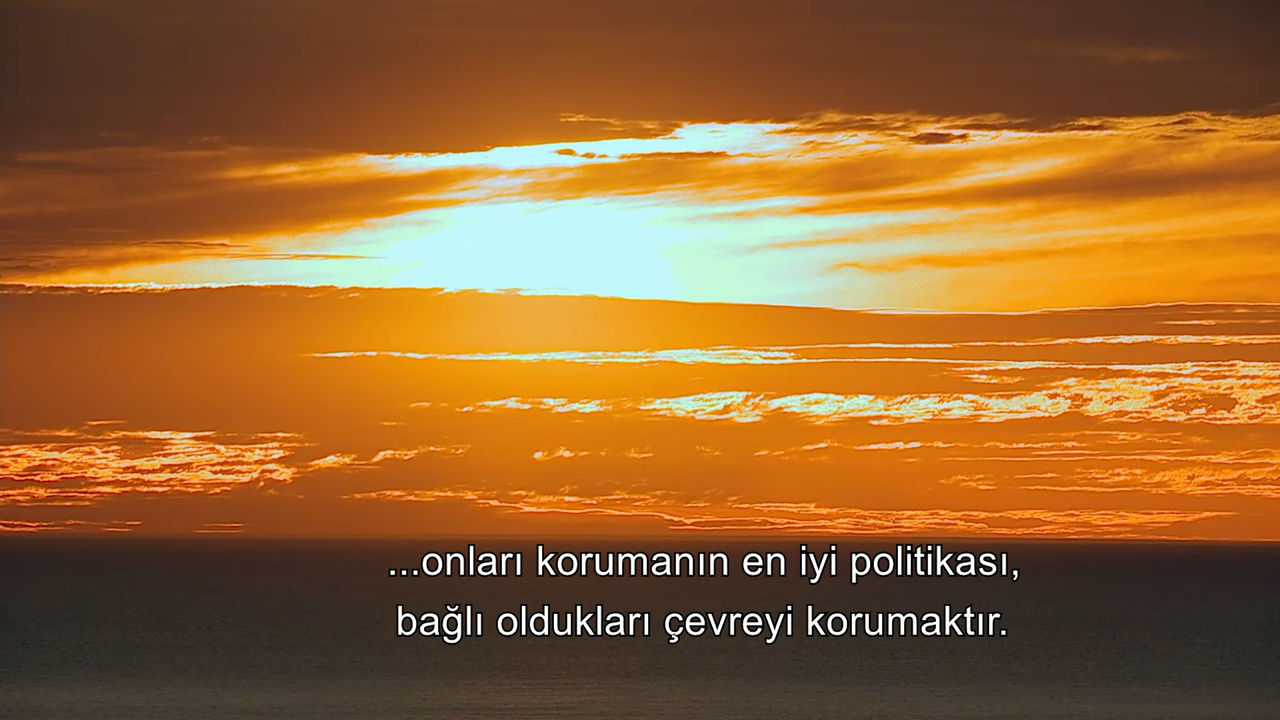 ...onları korumanın en iyi politikası,
bağlı oldukları çevreyi korumaktır.